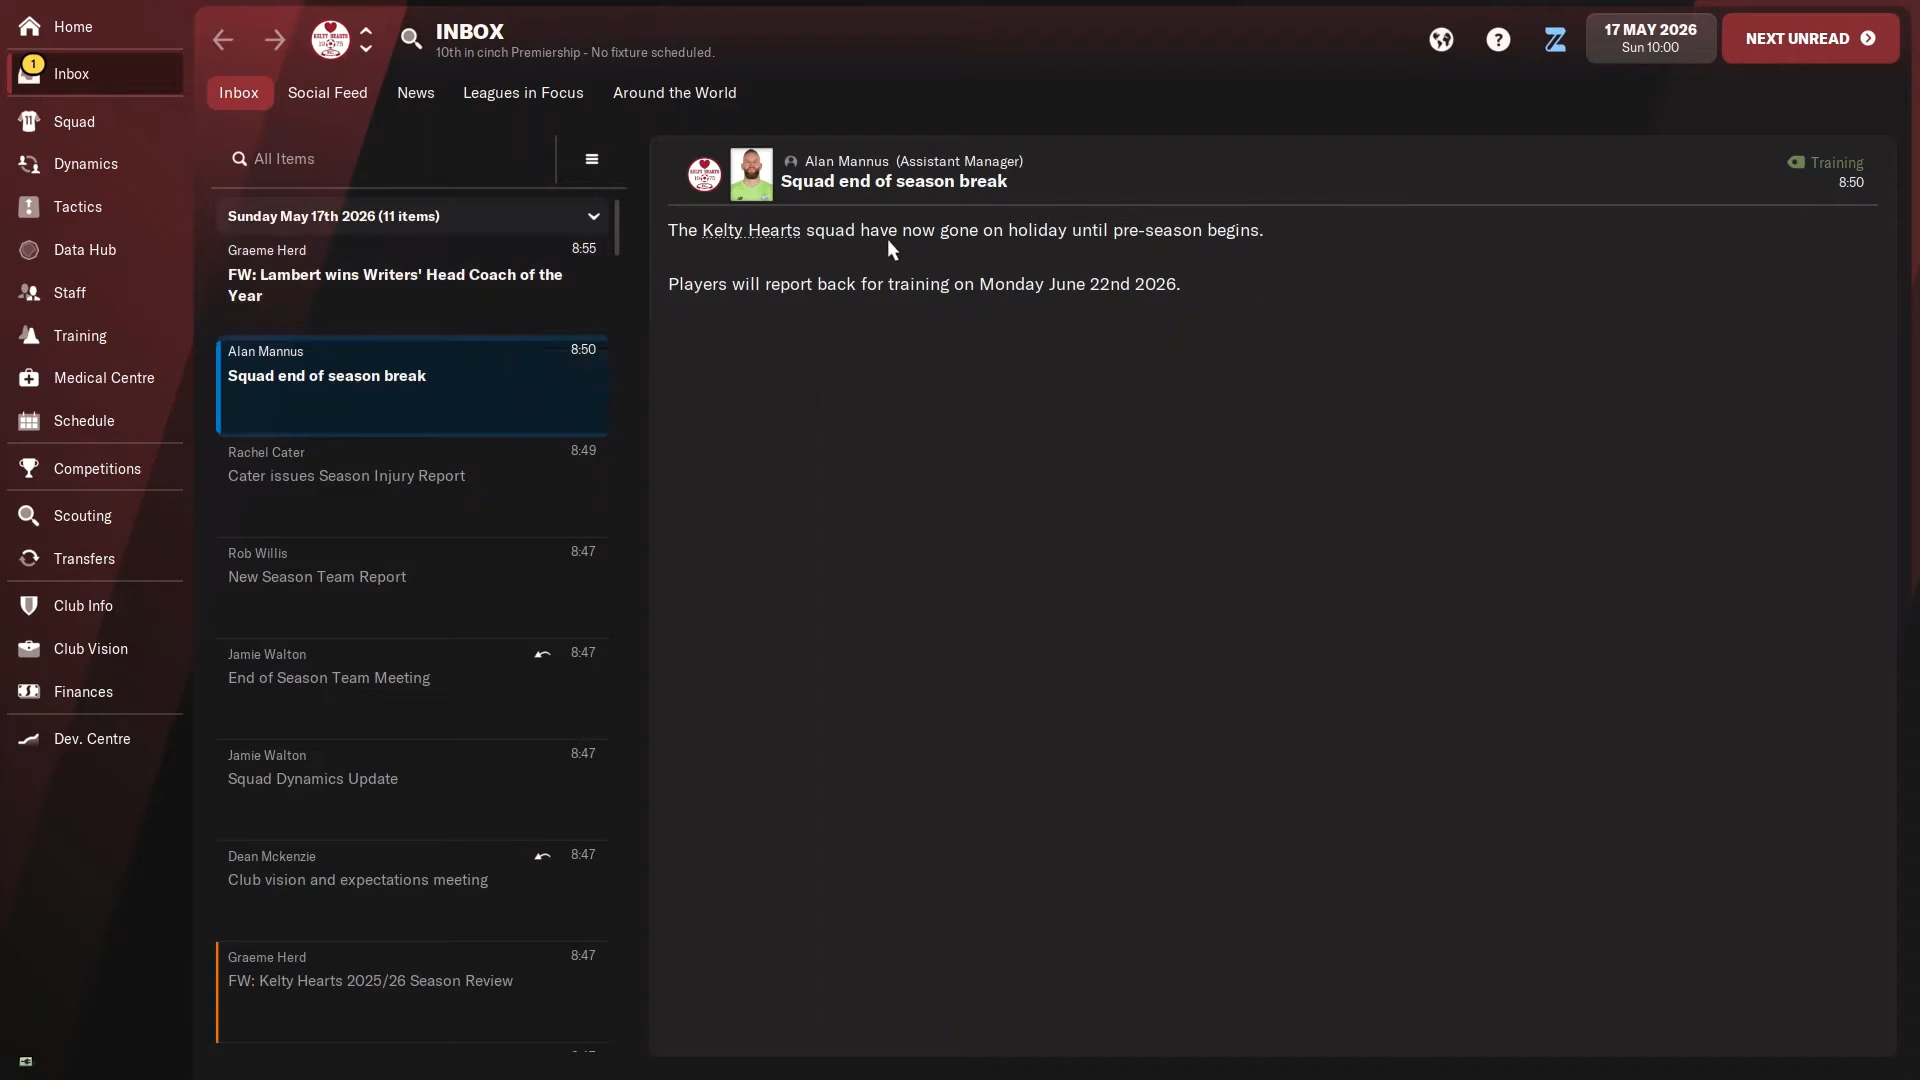 Home
1
Inbox
Squad
Dynamics
Tactics
Data Hub
Staff
Training
Medical Centre
Schedule
Competitions
Scouting
Transfers
Club Info
Club Vision
Finances
Dev. Centre
INBOX
10th in cinch Premiership - No fixture scheduled.
17 MAY 2026
Sun 10:00
NEXT UNREAD
Inbox
Social Feed
News
Leagues in Focus
Around the World
All Items
Sunday May 17th 2026 (11 items)
Graeme Herd
8:55
FW: Lambert wins Writers' Head Coach of the
Year
Alan Mannus
8:50
Squad end of season break
Rachel Cater
8:49
Cater issues Season Injury Report
Rob Willis
8:47
New Season Team Report
Jamie Walton
8:47
End of Season Team Meeting
Jamie Walton
8:47
Squad Dynamics Update
Dean Mckenzie
8:47
Club vision and expectations meeting
Graeme Herd
8:47
FW: Kelty Hearts 2025/26 Season Review
Alan Mannus (Assistant Manager)
Squad end of season break
Training
8:50
The Kelty Hearts squad have now gone on holiday until pre-season begins.
Players will report back for training on Monday June 22nd 2026.